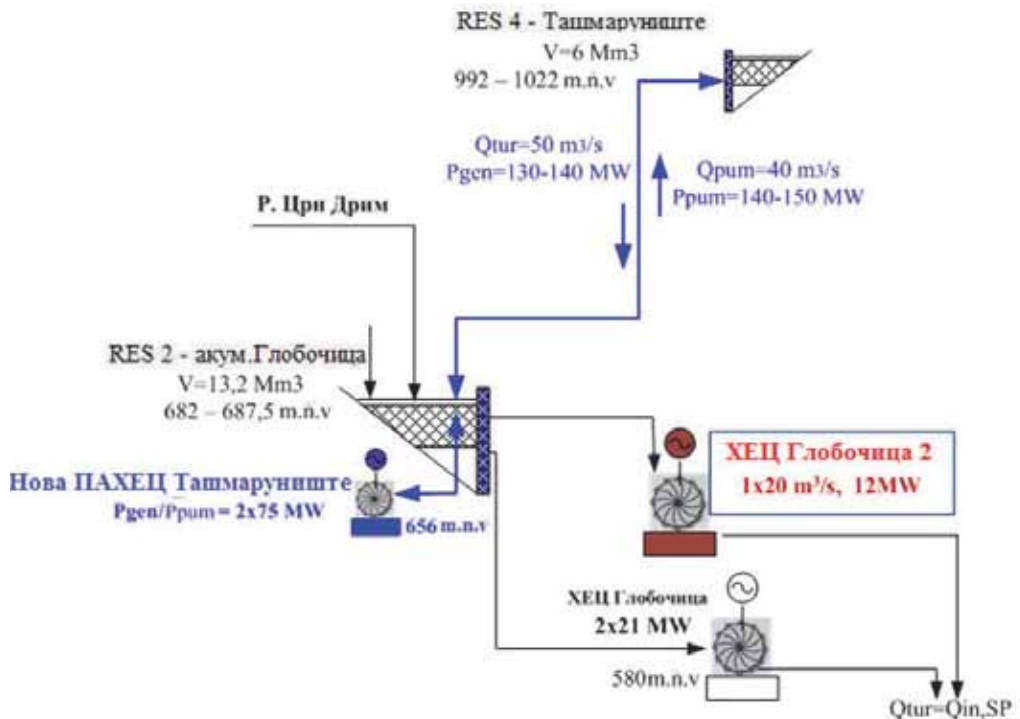 RES 4 - Ташмаруниште
V=6 Mm3
992 – 1022 m.n.v
Qtur=50 m3/s
Pgen=130-140 MW
Qpum=40 m3/s
Ppum=140-150 MW
Р. Црн Дрим
RES 2 - акум.Глобочица
V=13,2 Mm3
682 – 687,5 m.n.v
Нова ПАХЕЦ Ташмаруниште
Pgen/Ppum = 2x75 MW
656 m.n.v
ХЕЦ Глобочица 2
1x20 m³/s, 12MW
ХЕЦ Глобочица
2x21 MW
580m.n.v
Qtur=Qin,SP